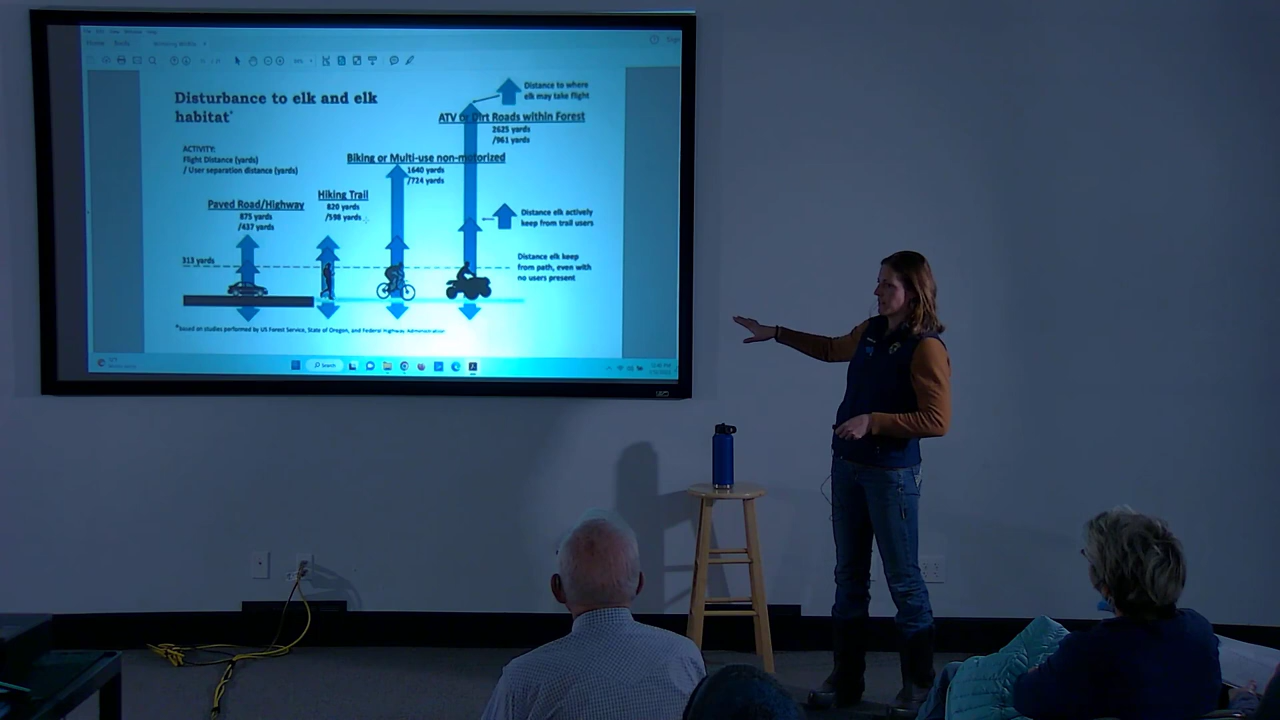 Home Tools
Sign
Disturbance to elk and elk
habitat*
Distance to where
elk may take flight
ATV or Dirt Roads within Forest
2625 yards
/961 yards
ACTIVITY:
Flight Distance (yards)
/ User separation distance (yards)
Biking or Multi-use non-motorized
1640 yards
/724 yards
Hiking Trail
820 yards
/598 yards
Paved Road/Highway
875 yards
/437 yards
Distance elk actively
keep from trail users
313 yards
Distance elk keep
from path, even with
no users present
*based on studies performed by US Forest Service, State of Oregon, and Federal Highway Administration
Search